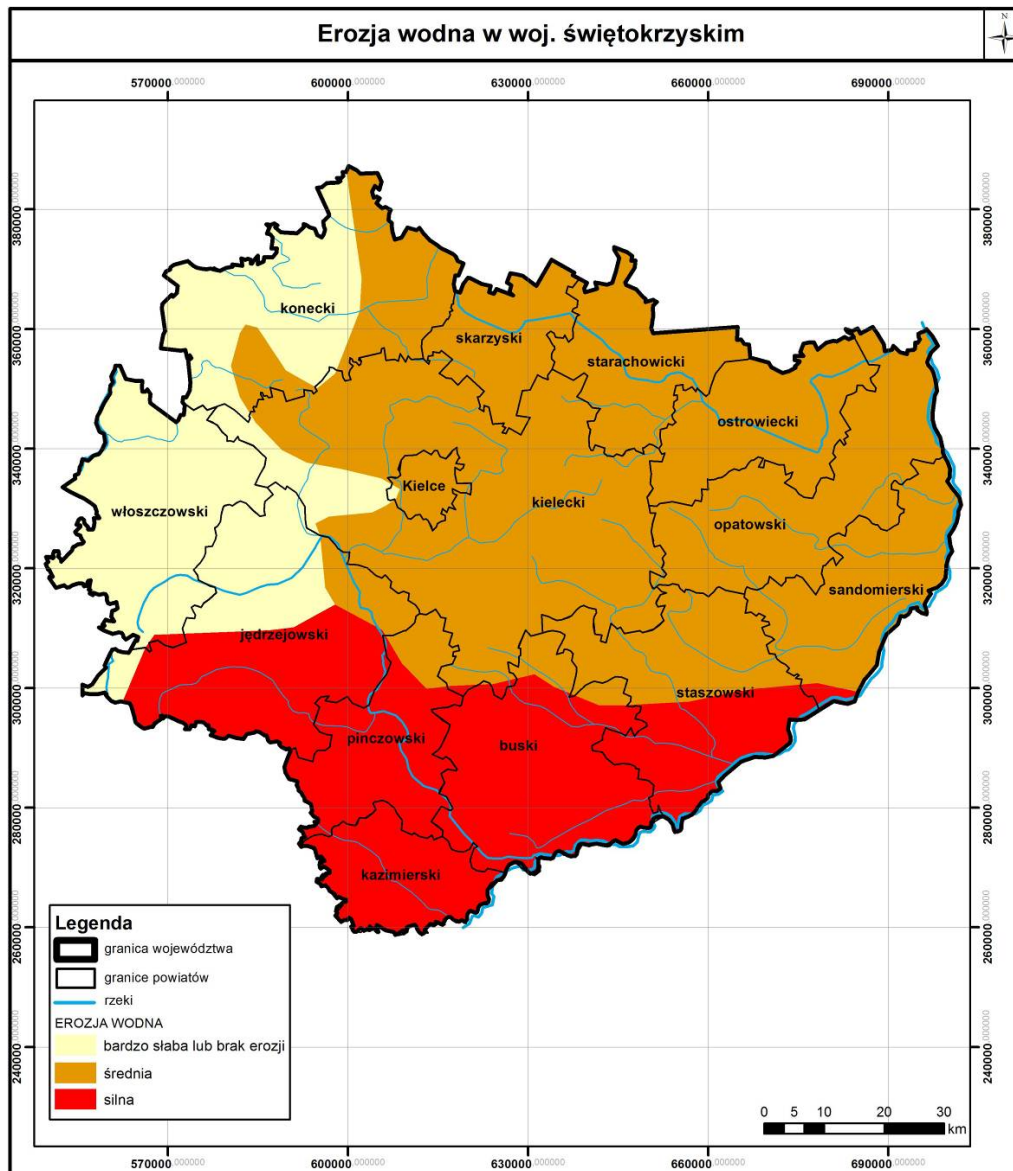 Erozja wodna w woj. świętokrzyskim
N
570000,000000 600000,000000 630000,000000 660000,000000 690000,000000
380000,000000 380000,000000
konecki
360000,000000 360000,000000
skarzyski
starachowicki
ostrowiecki
340000,000000 340000,000000
Kielce
włoszczowski
kielecki
opatowski
320000,000000 320000,000000
sandomierski
jędrzejowski
300000,000000 300000,000000
staszowski
pinczowski
buski
280000,000000 280000,000000
kazimierski
260000,000000 260000,000000
Legenda
granica województwa
granice powiatów
rzeki
EROZJA WODNA
bardzo słaba lub brak erozji
średnia
silna
240000,000000 240000,000000
0 5 10 20 30
km
570000,000000 600000,000000 630000,000000 660000,000000 690000,000000